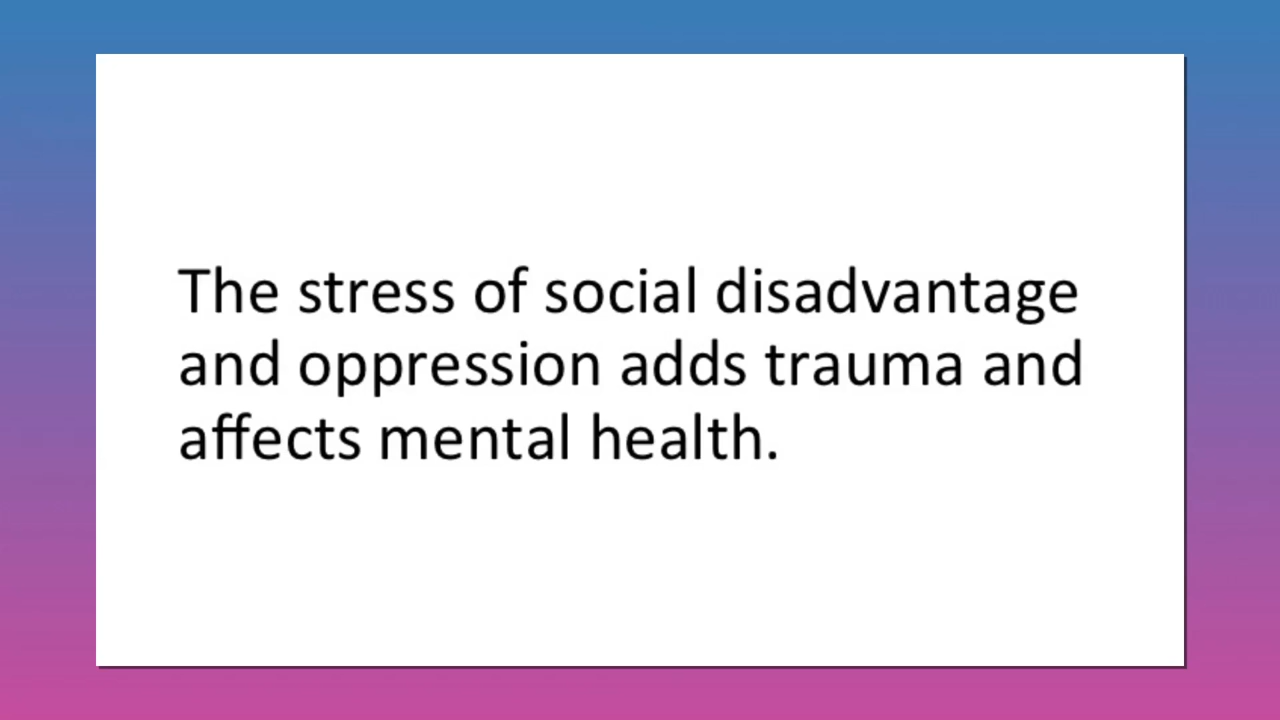 The stress of social disadvantage
and oppression adds trauma and
affects mental health.